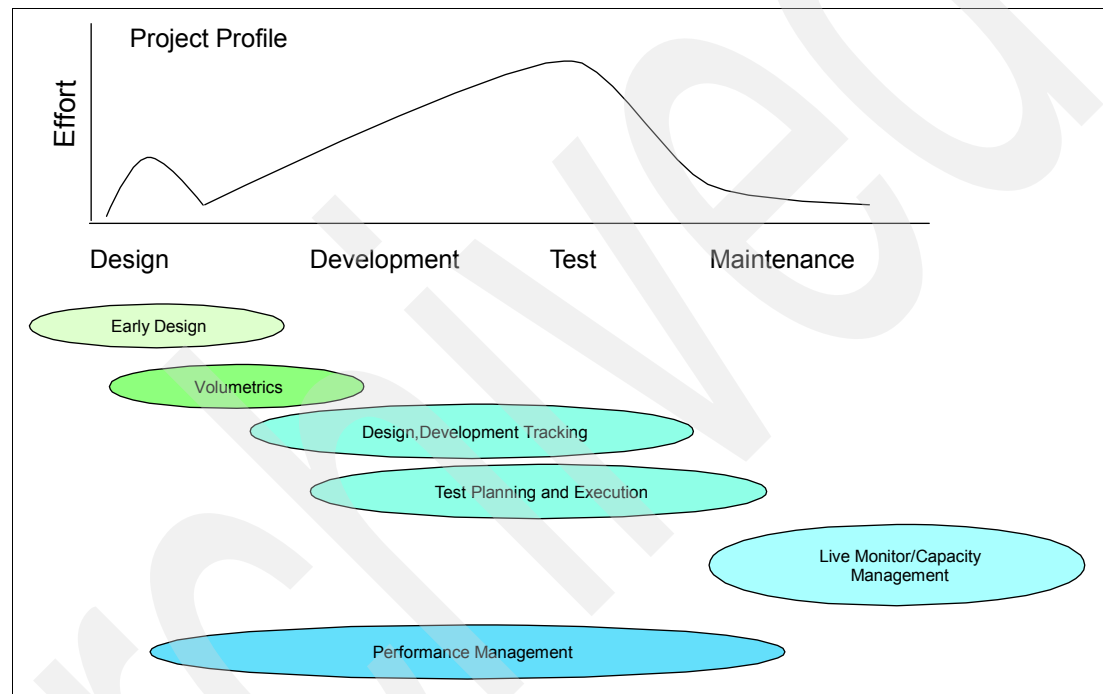 Project Profile
Effort
Design
Development
Test
Maintenance
Early Design
Volumetrics
Design,Development Tracking
Test Planning and Execution
Live Monitor/Capacity
Management
Performance Management